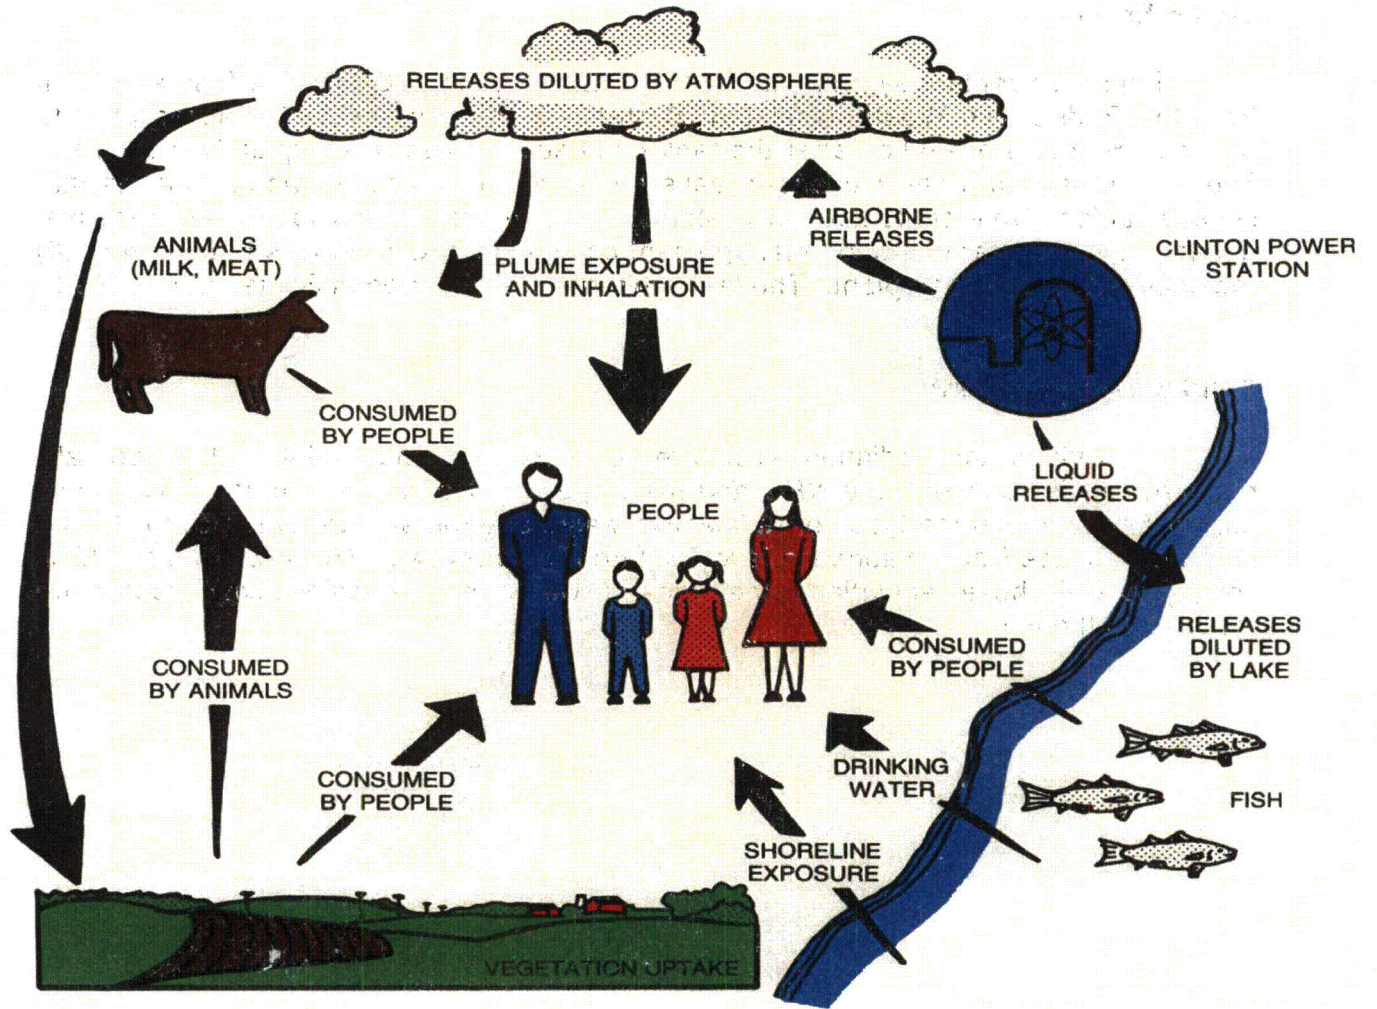 RELEASES DILUTED BY ATMOSPHERE
AIRBORNE
RELEASES
CLINTON POWER
STATION
ANIMALS
(MILK, MEAT)
PLUME EXPOSURE
AND INHALATION
CONSUMED
BY PEOPLE
LIQUID
RELEASES
PEOPLE
RELEASES
DILUTED
BY LAKE
CONSUMED
BY PEOPLE
CONSUMED
BY ANIMALS
DRINKING
WATER
CONSUMED
BY PEOPLE
FISH
SHORELINE
EXPOSURE
VEGETATION UPTAKE